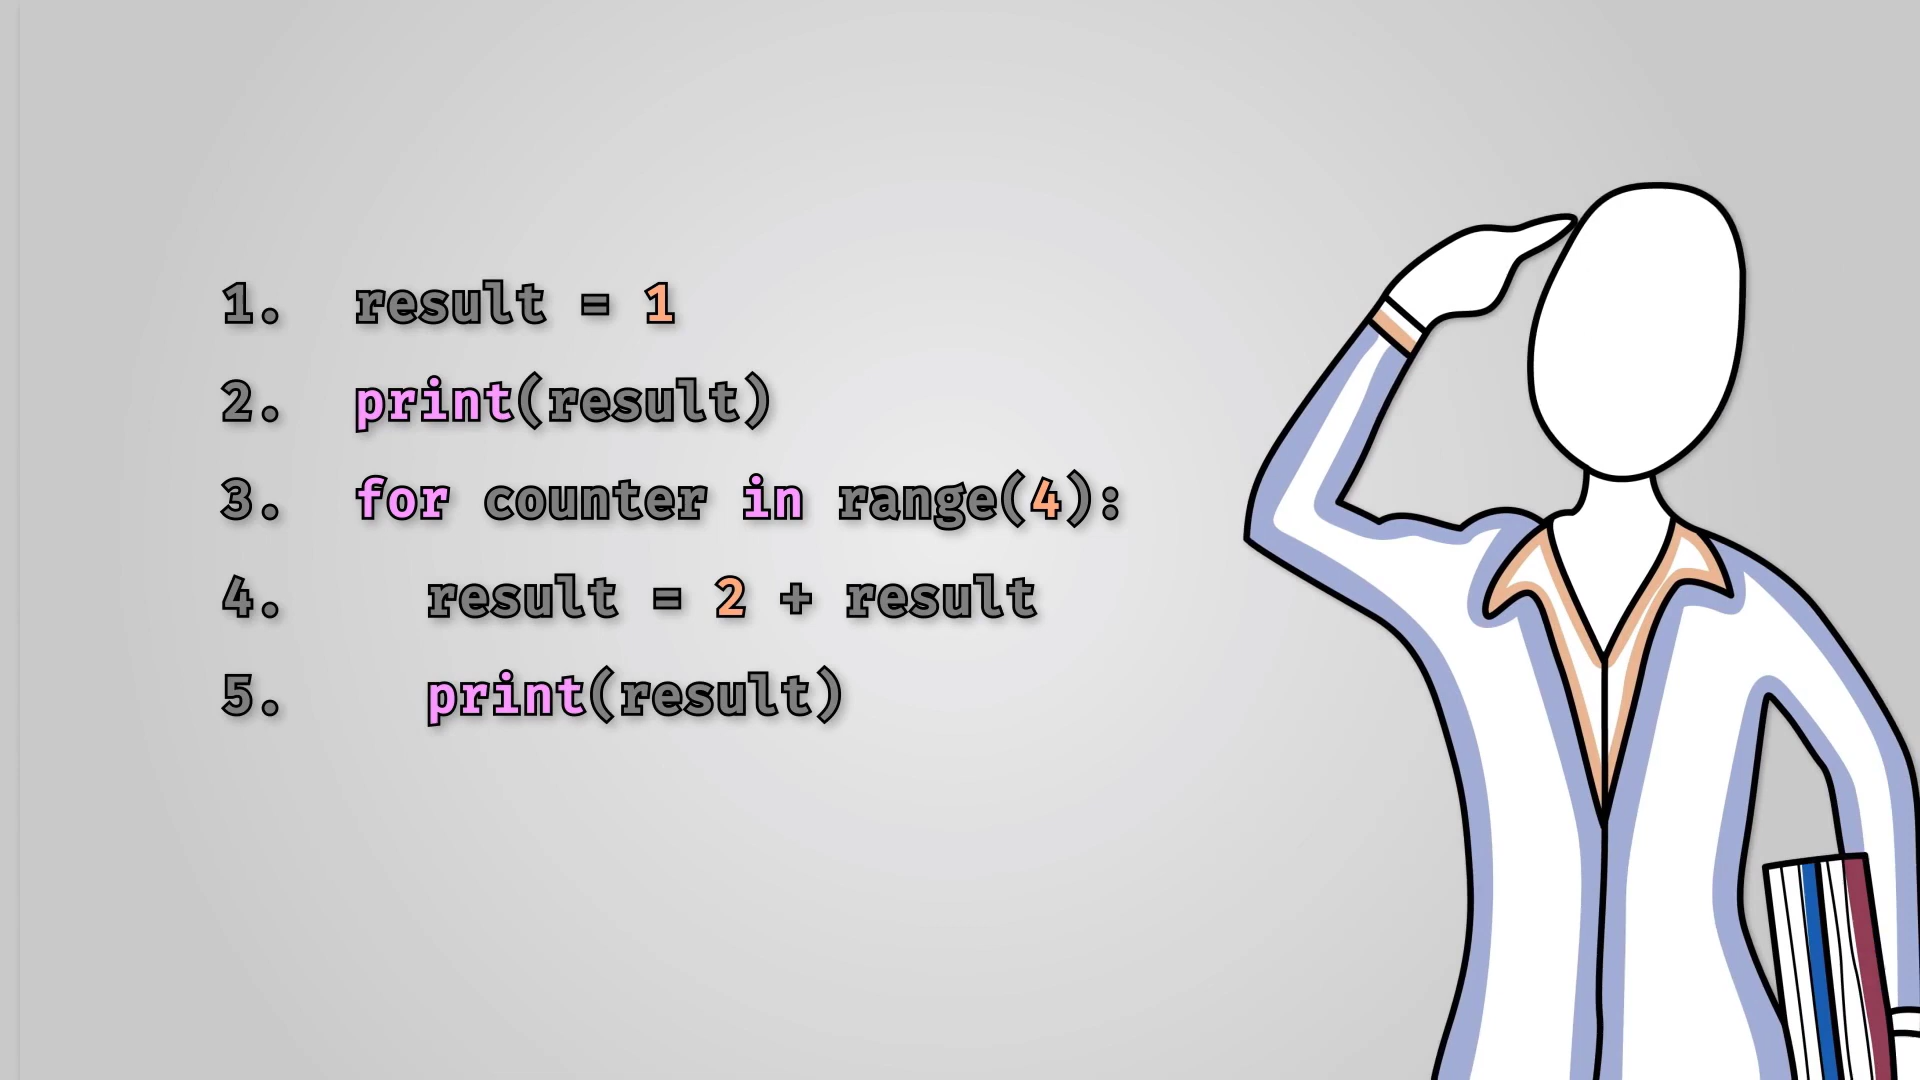 1. result = 1
2. print(result)
3. for counter in range(4):
4. result = 2 + result
5. print(result)